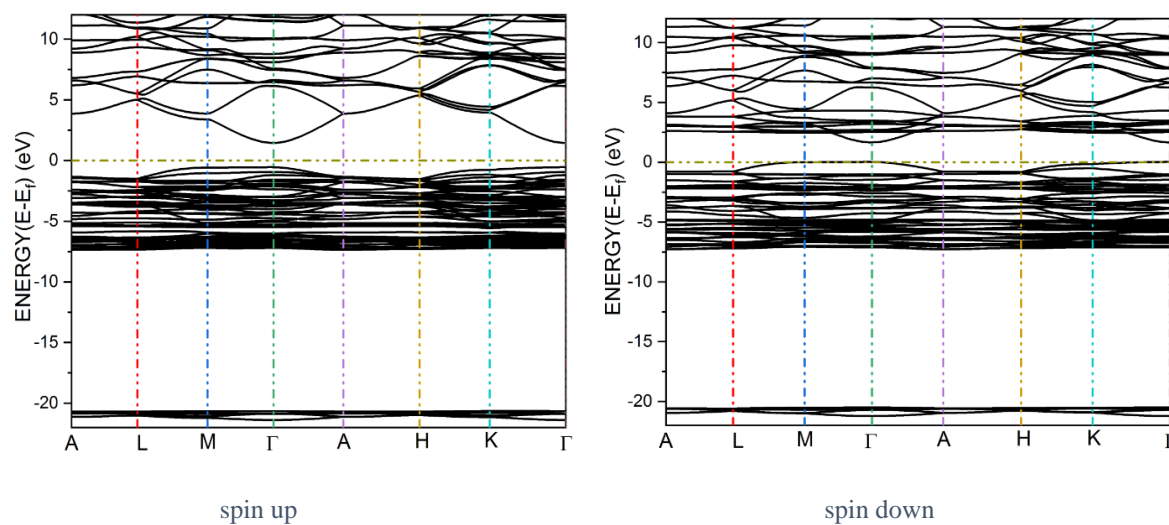 ENERGY(E-Ef) (eV)
10
5
0
-5
-10
-15
-20
A L M Γ A H K Γ
spin up
ENERGY(E-Ef) (eV)
10
5
0
-5
-10
-15
-20
A L M Γ A H K Γ
spin down